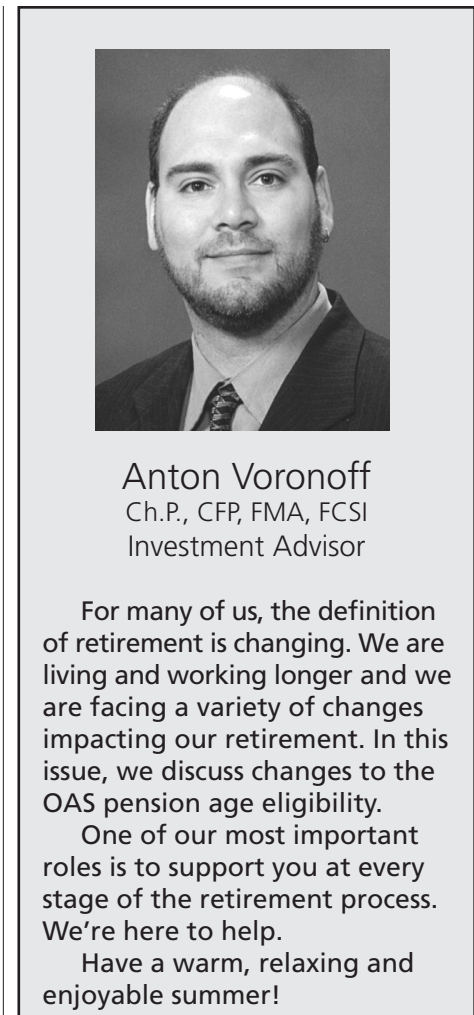 Anton Voronoff
Ch.P., CFP, FMA, FCSI
Investment Advisor
For many of us, the definition
of retirement is changing. We are
living and working longer and we
are facing a variety of changes
impacting our retirement. In this
issue, we discuss changes to the
OAS pension age eligibility.
One of our most important
roles is to support you at every
stage of the retirement process.
We’re here to help.
Have a warm, relaxing and
enjoyable summer!